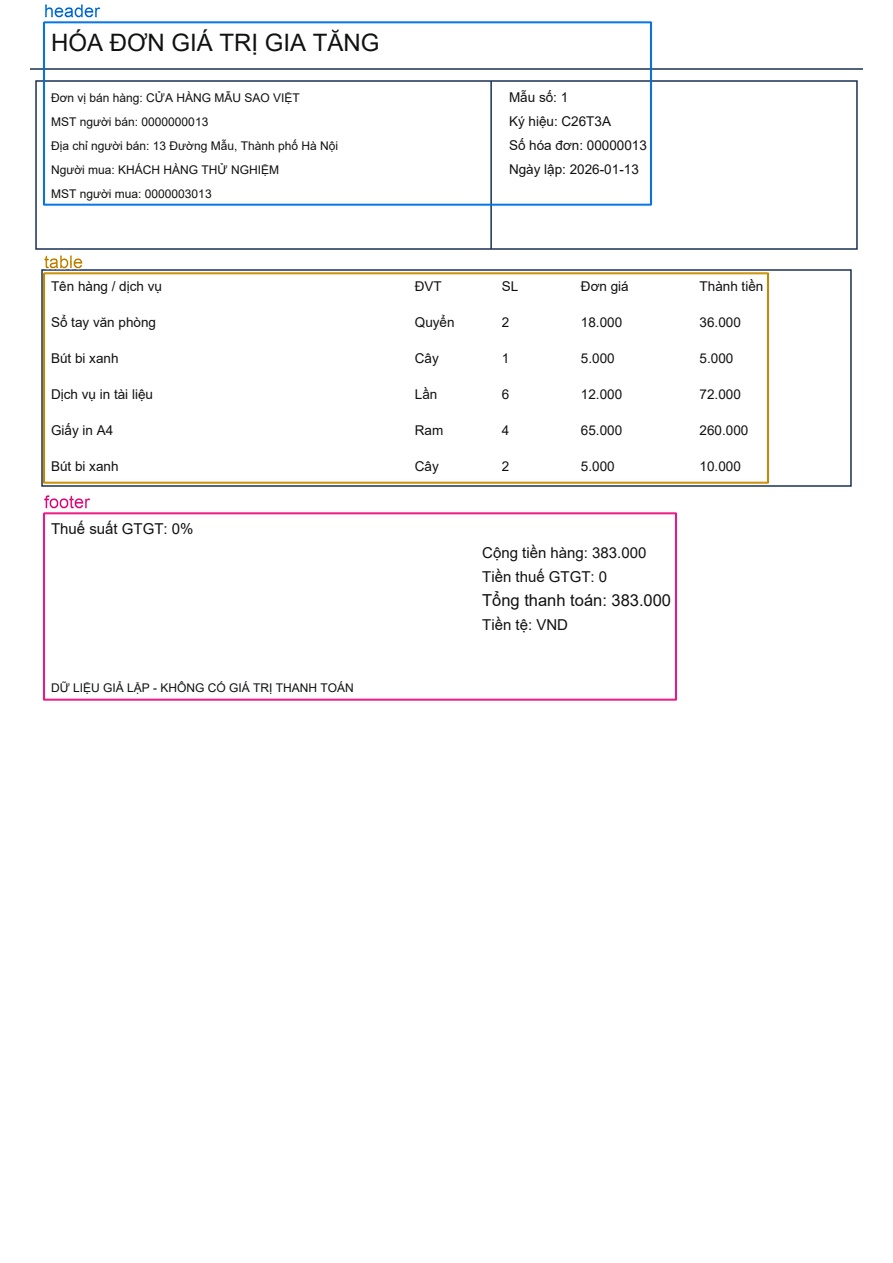 header
HÓA ĐƠN GIÁ TRỊ GIA TĂNG
Đơn vị bán hàng: CỬA HÀNG MẪU SAO VIỆT
MST người bán: 0000000013
Địa chỉ người bán: 13 Đường Mẫu, Thành phố Hà Nội
Người mua: KHÁCH HÀNG THỬ NGHIỆM
MST người mua: 0000003013
Mẫu số: 1
Ký hiệu: C26T3A
Số hóa đơn: 00000013
Ngày lập: 2026-01-13
table
Tên hàng / dịch vụ ĐVT SL Đơn giá Thành tiền
Sổ tay văn phòng Quyển 2 18.000 36.000
Bút bi xanh Cây 1 5.000 5.000
Dịch vụ in tài liệu Lần 6 12.000 72.000
Giấy in A4 Ram 4 65.000 260.000
Bút bi xanh Cây 2 5.000 10.000
footer
Thuế suất GTGT: 0%
Cộng tiền hàng: 383.000
Tiền thuế GTGT: 0
Tổng thanh toán: 383.000
Tiền tệ: VND
DỮ LIỆU GIẢ LẬP - KHÔNG CÓ GIÁ TRỊ THANH TOÁN